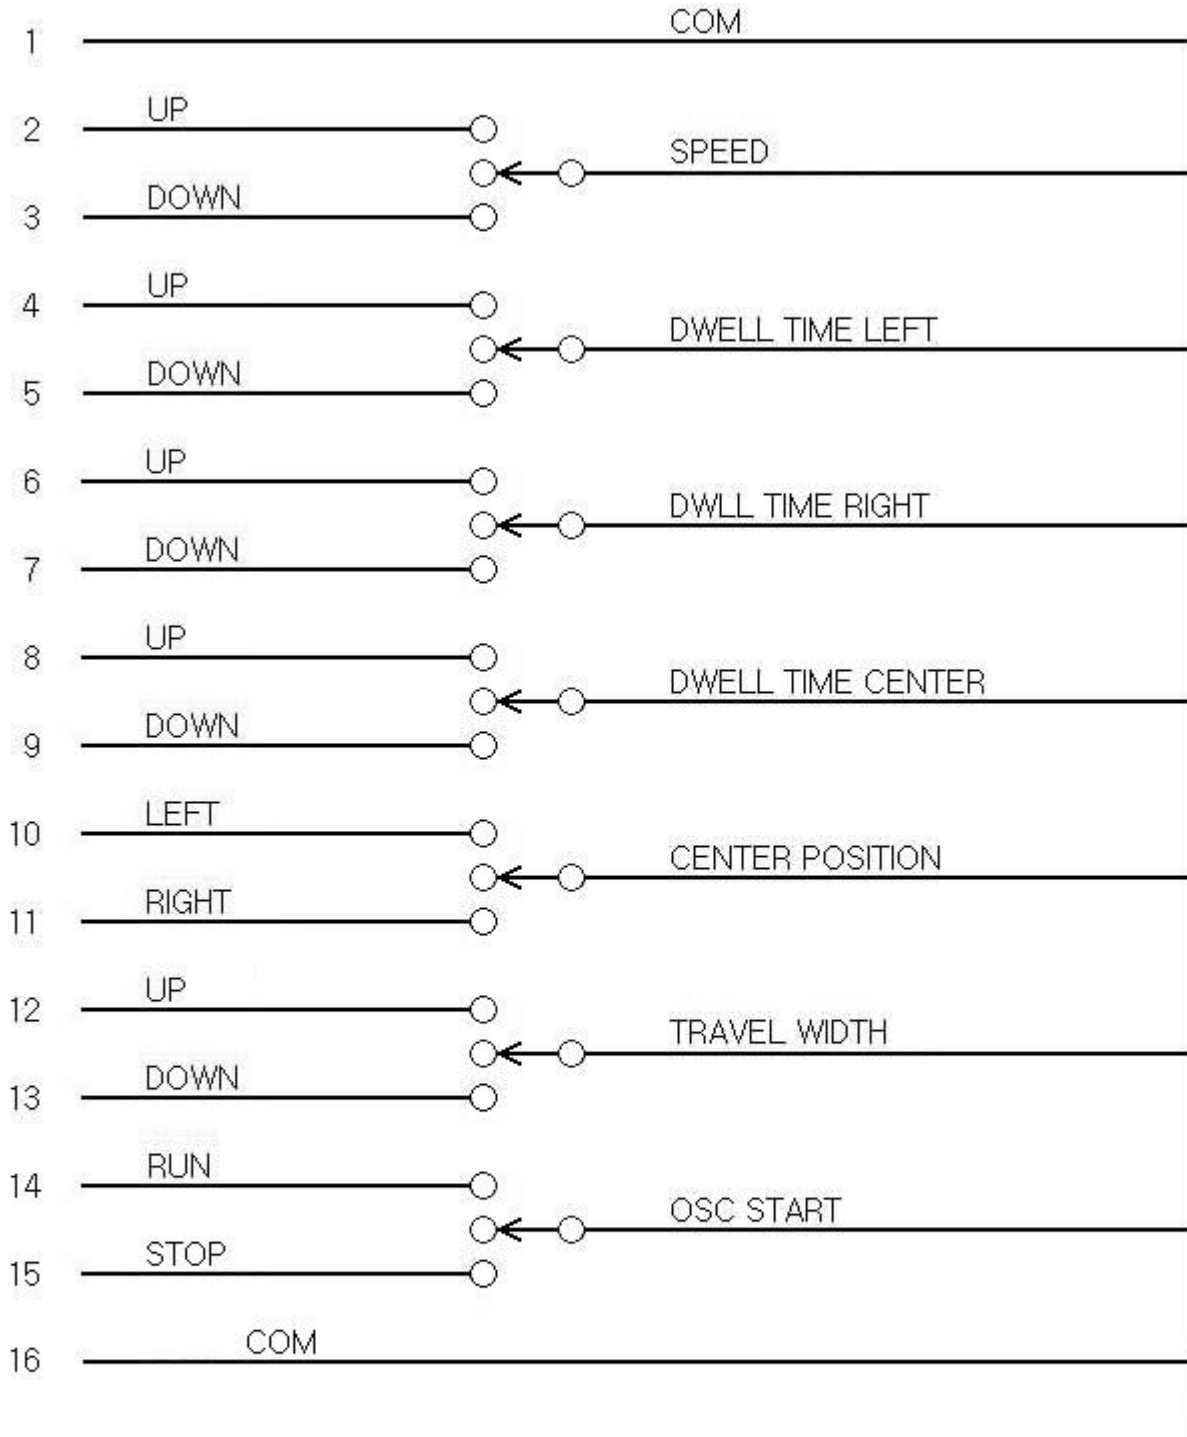 COM
1
UP
2
SPEED
DOWN
3
UP
4
DWELL TIME LEFT
DOWN
5
UP
6
DWLL TIME RIGHT
DOWN
7
UP
8
DWELL TIME CENTER
DOWN
9
LEFT
10
CENTER POSITION
RIGHT
11
UP
12
TRAVEL WIDTH
DOWN
13
RUN
14
OSC START
STOP
15
COM
16